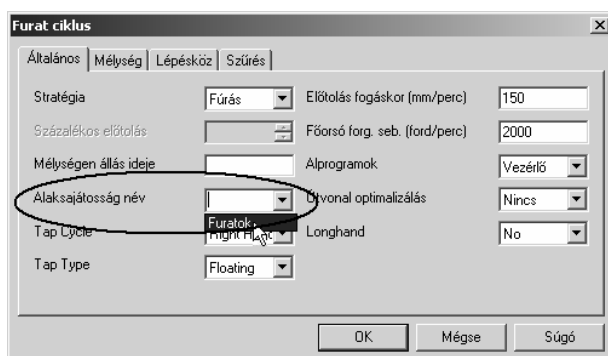 Furat ciklus
Általános Mélység Lépésköz Szűrés
Stratégia Fúrás Előtolás fogáskor (mm/perc) 150
Százalékos előtolás Főorsó forg. seb. (ford/perc) 2000
Mélységen állás ideje Alprogramok Vezérlő
Alaksajátosság név Útvonal optimalizálás Nincs
Furatok
Tap Cycle Right Hand Longhand No
Tap Type Floating
OK Mégse Súgó